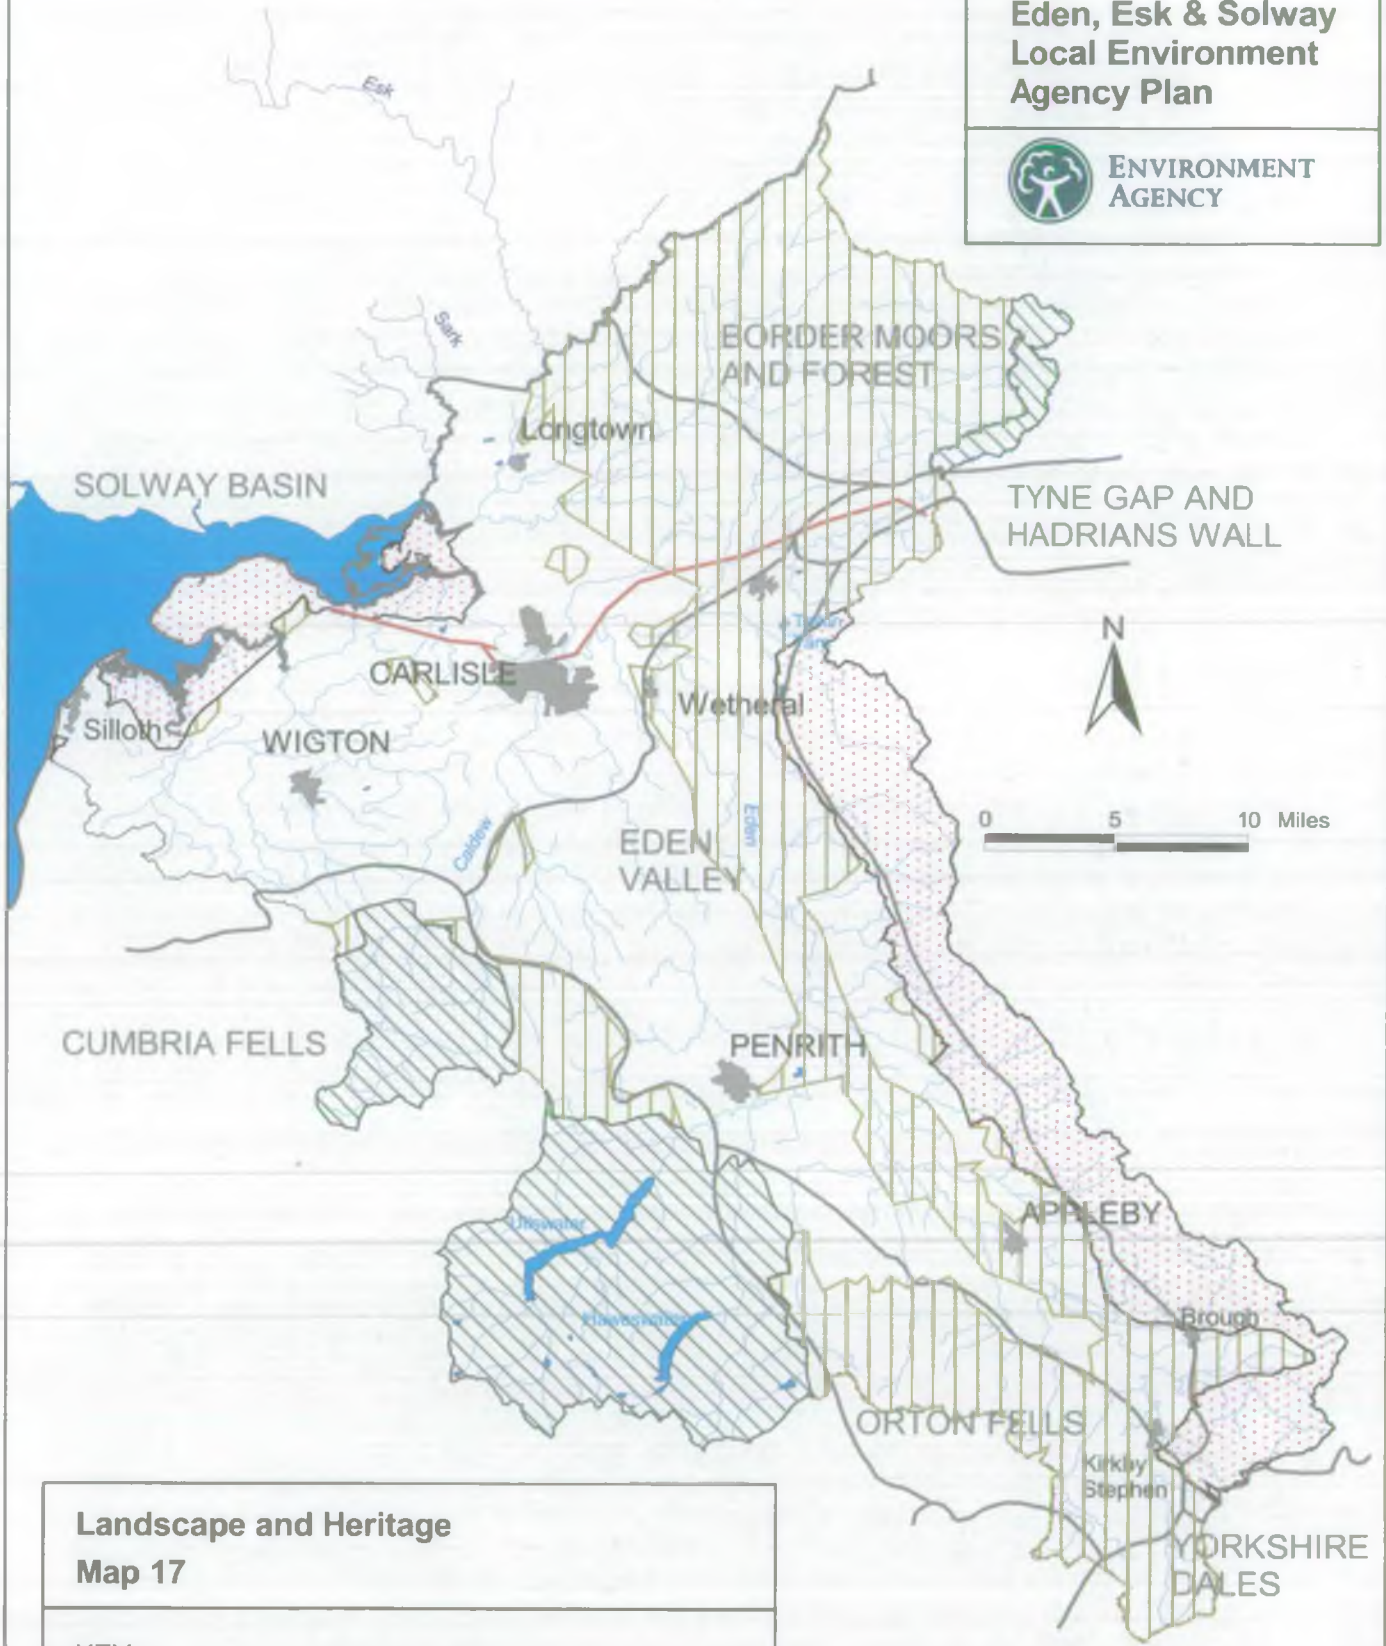 Eden, Esk & Solway
Local Environment
Agency Plan
ENVIRONMENT
AGENCY
Esk
Sark
BORDER MOORS
AND FOREST
Longtown
SOLWAY BASIN
TYNE GAP AND
HADRIANS WALL
N
CARLISLE
Wetheral
Silloth
WIGTON
0 5 10 Miles
Caldew
EDEN
VALLEY
Eden
CUMBRIA FELLS
PENRITH
APPLEBY
Ullswater
Haweswater
Brough
ORTON FELLS
Kirkby
Stephen
YORKSHIRE
DALES
Landscape and Heritage
Map 17